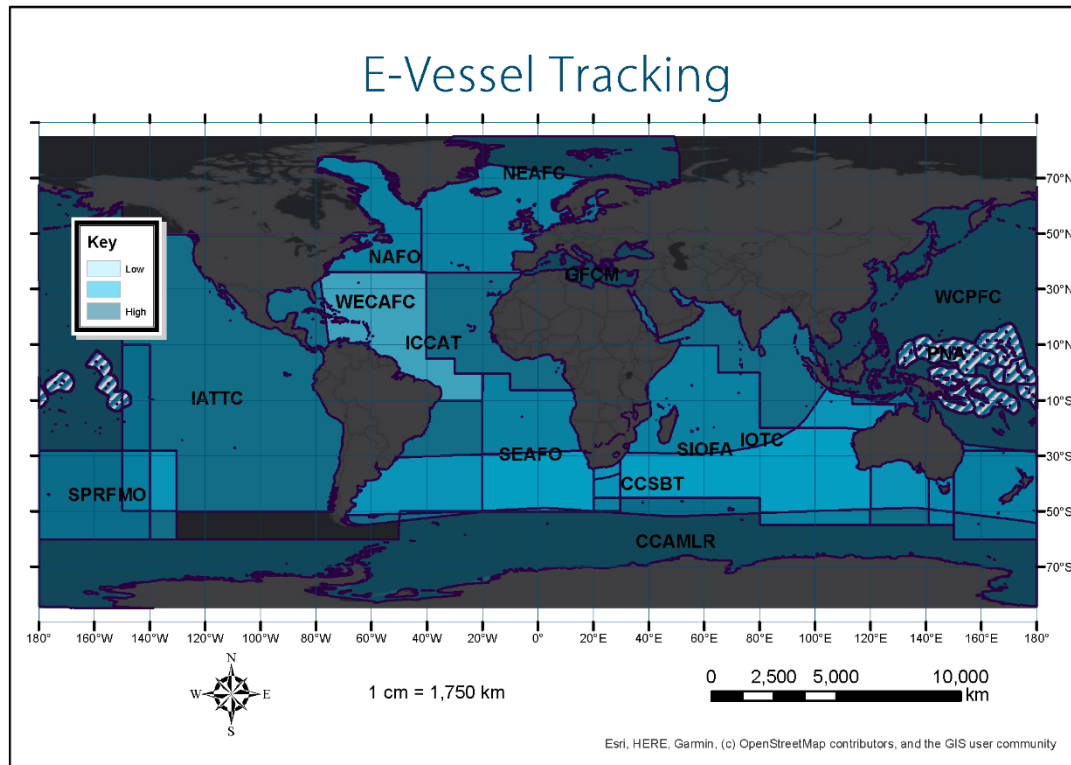 E-Vessel Tracking
Key
Low
High
NEAFC
NAFO
GFCM
WECAFC
WCPFC
ICCAT
PNA
IATTC
SEAFO
SIOFA
IOTC
CCSBT
SPRFMO
CCAMLR
70°N
50°N
30°N
10°N
10°S
30°S
50°S
70°S
180° 160°W 140°W 120°W 100°W 80°W 60°W 40°W 20°W 0° 20°E 40°E 60°E 80°E 100°E 120°E 140°E 160°E 180°
N
W E
S
1 cm = 1,750 km
0 2,500 5,000 10,000
km
Esri, HERE, Garmin, (c) OpenStreetMap contributors, and the GIS user community